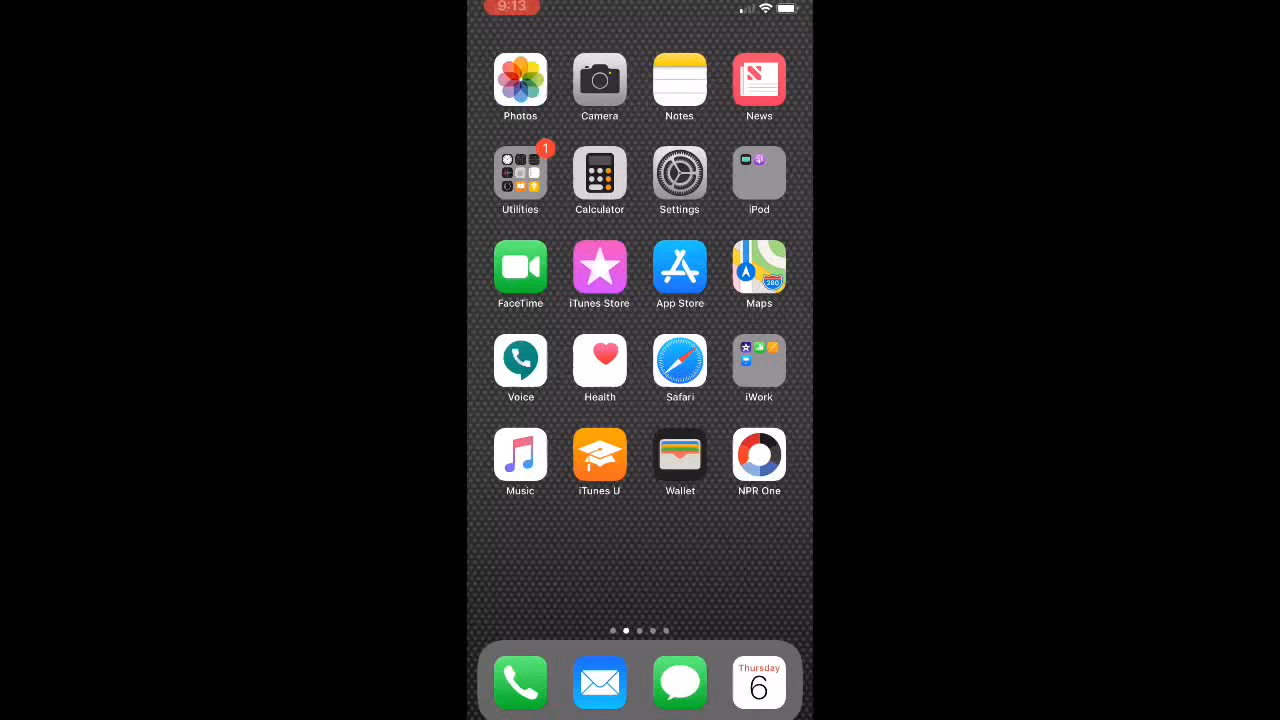 9:13
Photos Camera Notes News
1
Utilities Calculator Settings iPod
280
FaceTime iTunes Store App Store Maps
Voice Health Safari iWork
Music iTunes U Wallet NPR One
Thursday
6